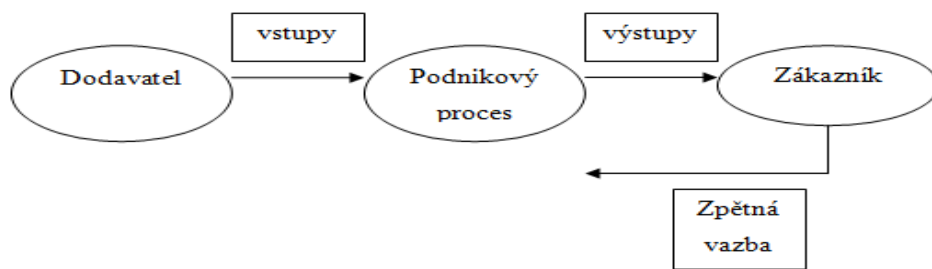 vstupy
výstupy
Dodavatel
Podnikový
proces
Zákazník
Zpětná
vazba